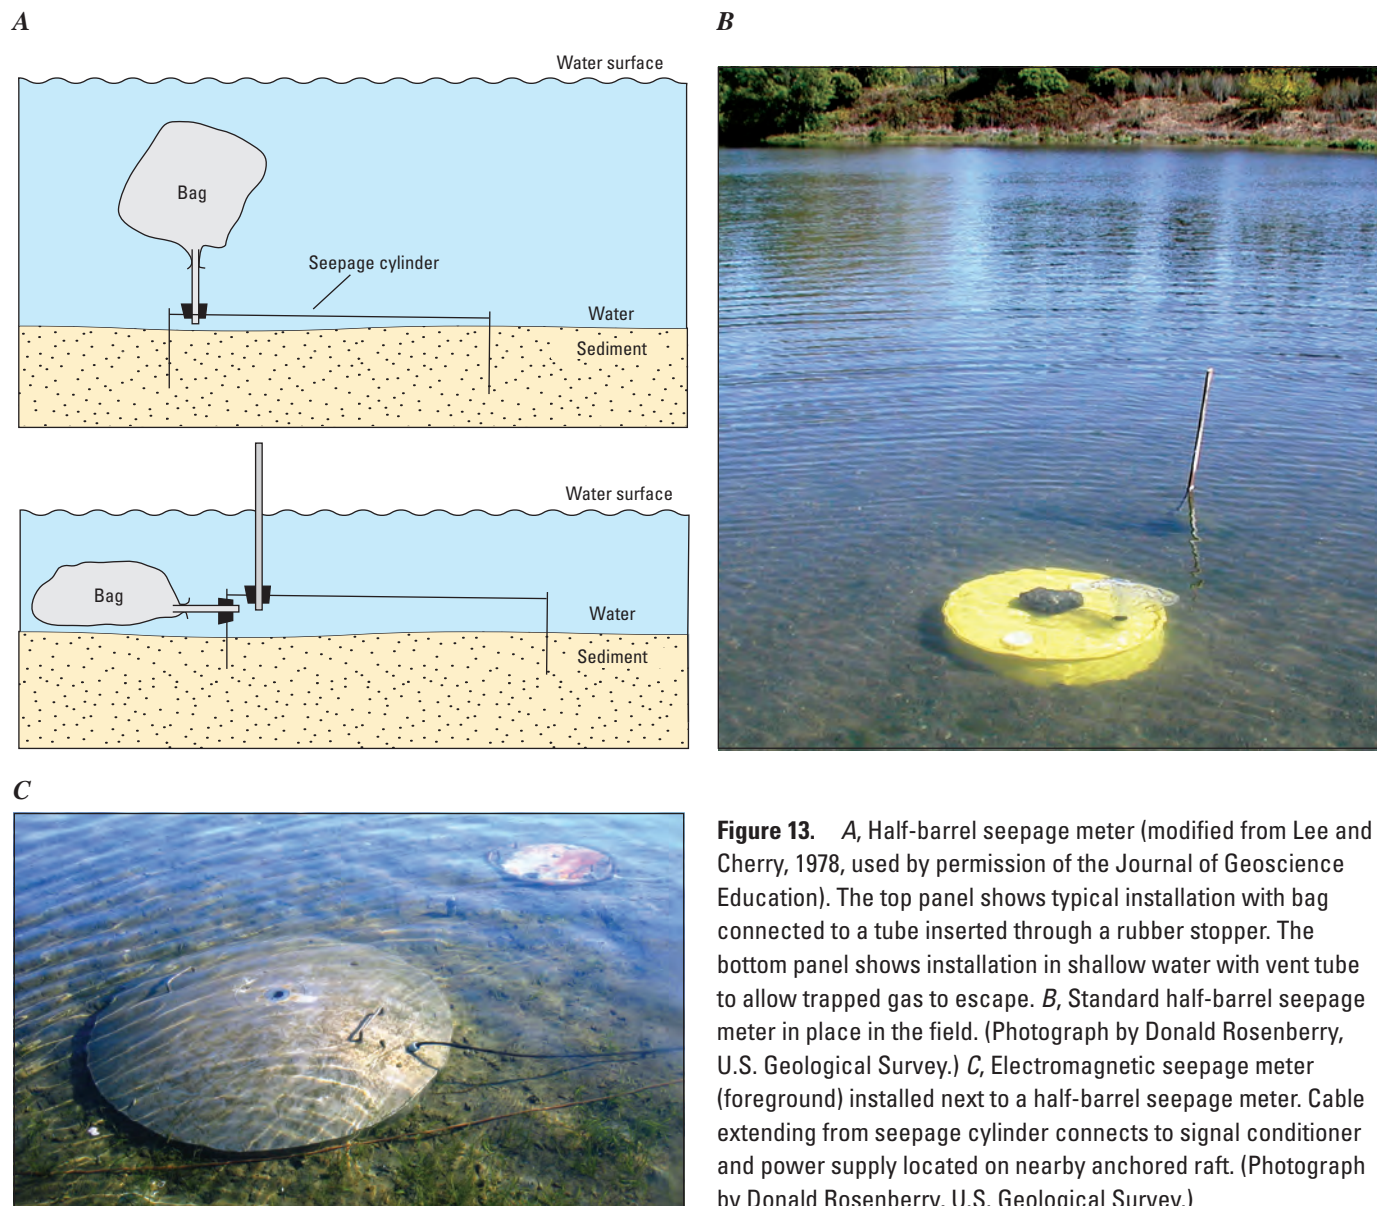 A
Water surface
Bag
Seepage cylinder
Water
Sediment
Water surface
Bag
Water
Sediment
B
C
Figure 13. A, Half-barrel seepage meter (modified from Lee and
Cherry, 1978, used by permission of the Journal of Geoscience
Education). The top panel shows typical installation with bag
connected to a tube inserted through a rubber stopper. The
bottom panel shows installation in shallow water with vent tube
to allow trapped gas to escape. B, Standard half-barrel seepage
meter in place in the field. (Photograph by Donald Rosenberry,
U.S. Geological Survey.) C, Electromagnetic seepage meter
(foreground) installed next to a half-barrel seepage meter. Cable
extending from seepage cylinder connects to signal conditioner
and power supply located on nearby anchored raft. (Photograph
by Donald Rosenberry, U.S. Geological Survey.)